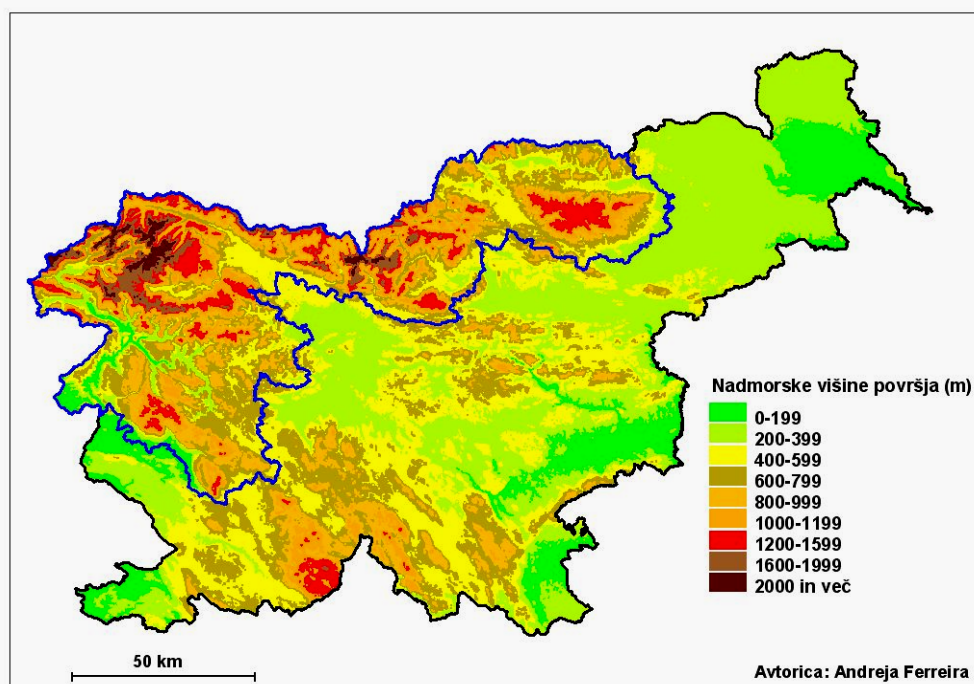 Nadmorske višine površja (m)
0-199
200-399
400-599
600-799
800-999
1000-1199
1200-1599
1600-1999
2000 in več
50 km
Avtorica: Andreja Ferreira